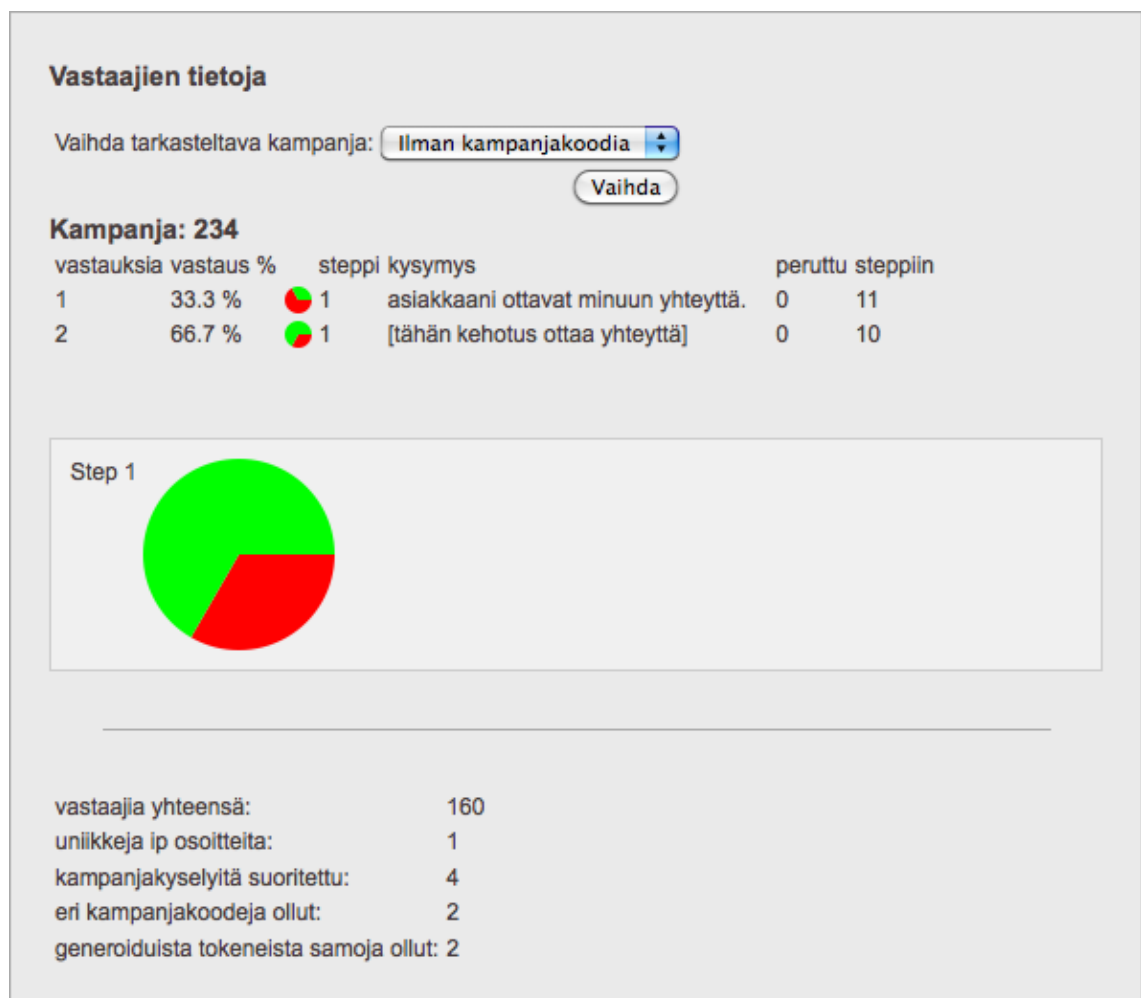 Vastaajien tietoja
Vaihda tarkasteltava kampanja: Ilman kampanjakoodia
Vaihda
Kampanja: 234
vastauksia vastaus % steppi kysymys peruttu steppiin
1 33.3 % 1 asiakkaani ottavat minuun yhteyttä. 0 11
2 66.7 % 1 [tähän kehotus ottaa yhteyttä] 0 10
Step 1
vastaajia yhteensä: 160
uniikkeja ip osoitteita: 1
kampanjakyselyitä suoritettu: 4
eri kampanjakoodeja ollut: 2
generoiduista tokeneista samoja ollut: 2